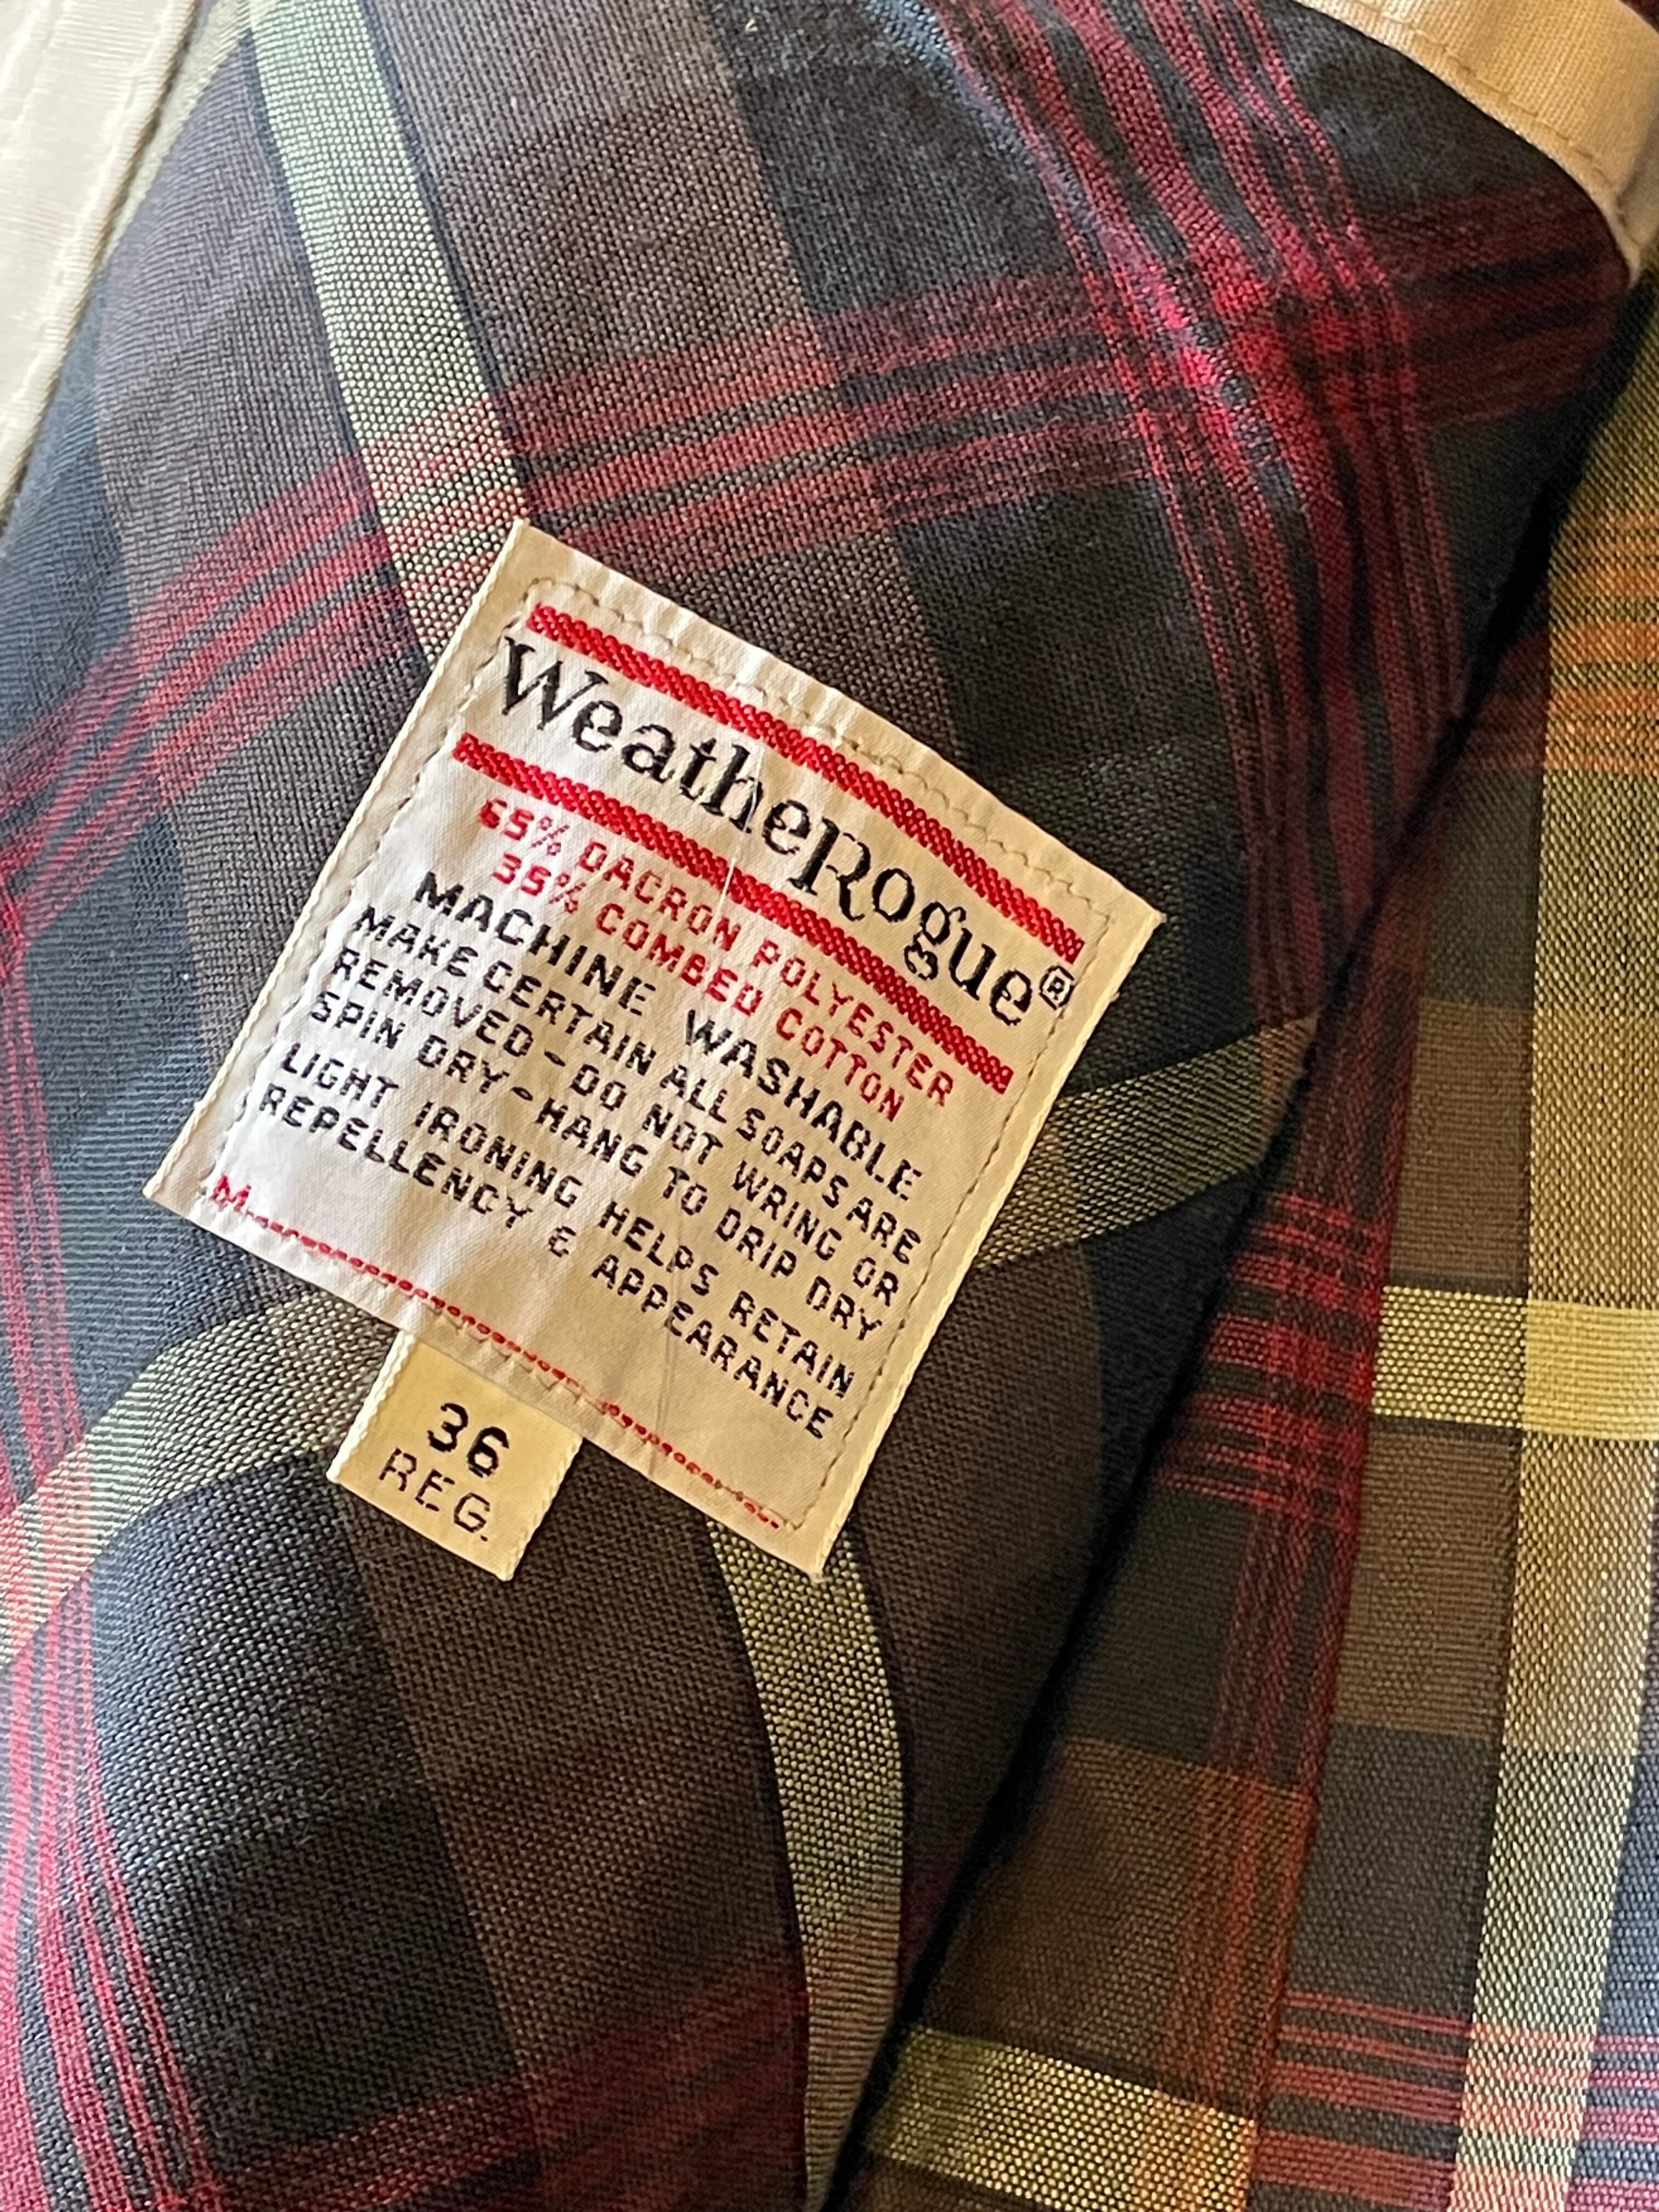 WeatheRogue®
65% DACRON POLYESTER
35% COMBED COTTON
MACHINE WASHABLE
MAKE CERTAIN ALL SOAPS ARE
REMOVED - DO NOT WRING OR
SPIN DRY - HANG TO DRIP DRY
LIGHT IRONING HELPS RETAIN
REPELLENCY & APPEARANCE
36
REG.